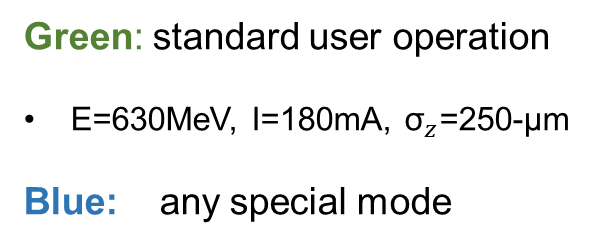 Green: standard user operation
• E=630MeV, I=180mA, σz=250-μm
Blue: any special mode